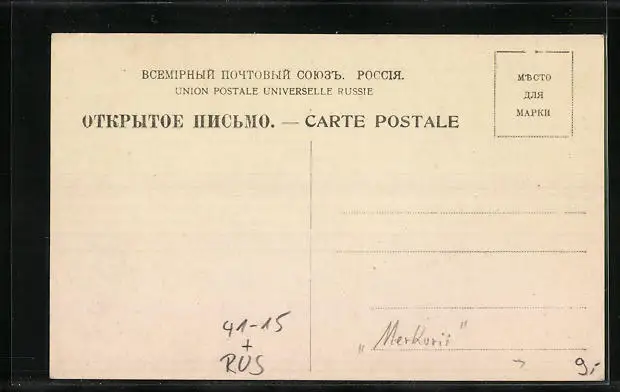 ВСЕМІРНЫЙ ПОЧТОВЫЙ СОЮЗЪ. РОССІЯ.
UNION POSTALE UNIVERSELLE RUSSIE
ОТКРЫТОЕ ПИСЬМО. — CARTE POSTALE
МѢСТО
ДЛЯ
МАРКИ
41-15
+
RUS
„Merkurii"
9,-